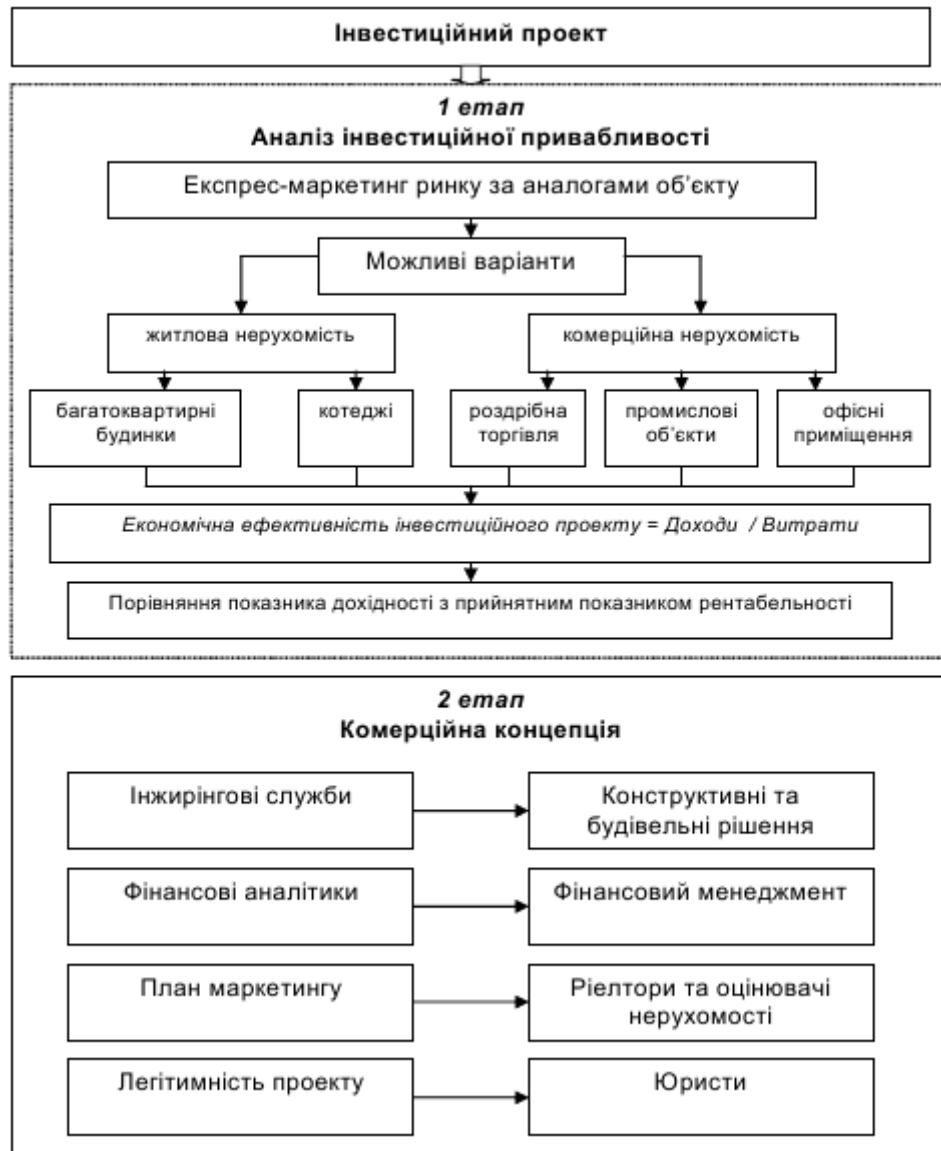 Інвестиційний проект
1 етап
Аналіз інвестиційної привабливості
Експрес-маркетинг ринку за аналогами об'єкту
Можливі варіанти
житлова нерухомість
комерційна нерухомість
багатоквартирні
будинки
котеджі
роздрібна
торгівля
промислові
об'єкти
офісні
приміщення
Економічна ефективність інвестиційного проекту = Доходи / Витрати
Порівняння показника дохідності з прийнятним показником рентабельності
2 етап
Комерційна концепція
Інжирінгові служби
Конструктивні та
будівельні рішення
Фінансові аналітики
Фінансовий менеджмент
План маркетингу
Ріелтори та оцінювачі
нерухомості
Легітимність проекту
Юристи